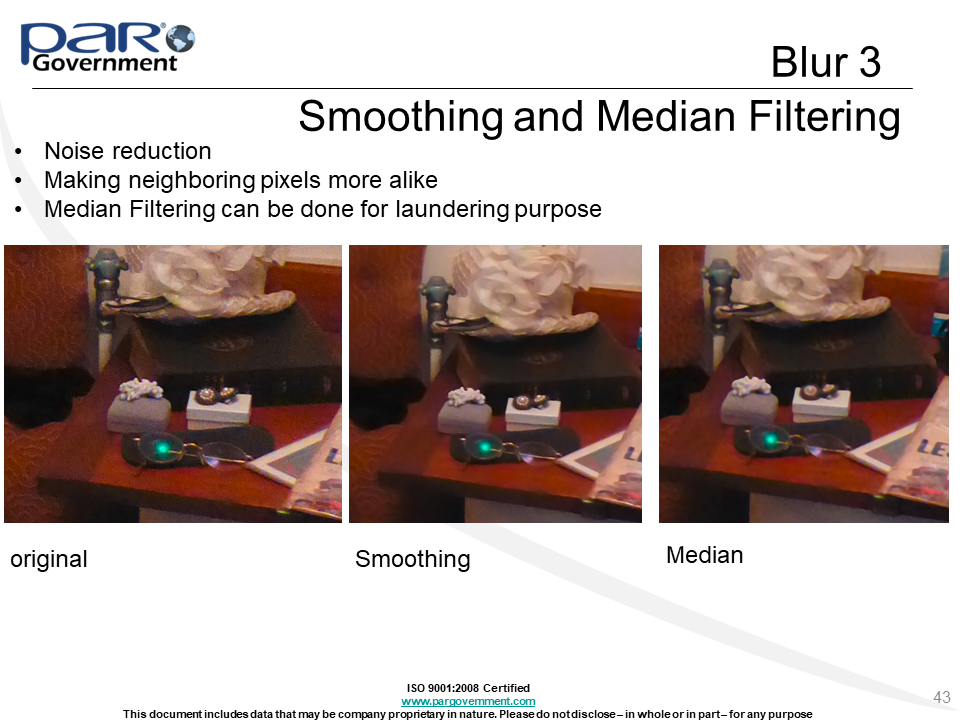 PAR®
Government
Blur 3
Smoothing and Median Filtering
• Noise reduction
• Making neighboring pixels more alike
• Median Filtering can be done for laundering purpose
LE
original
Smoothing
Median
ISO 9001:2008 Certified
www.pargovernment.com
This document includes data that may be company proprietary in nature. Please do not disclose – in whole or in part – for any purpose
43